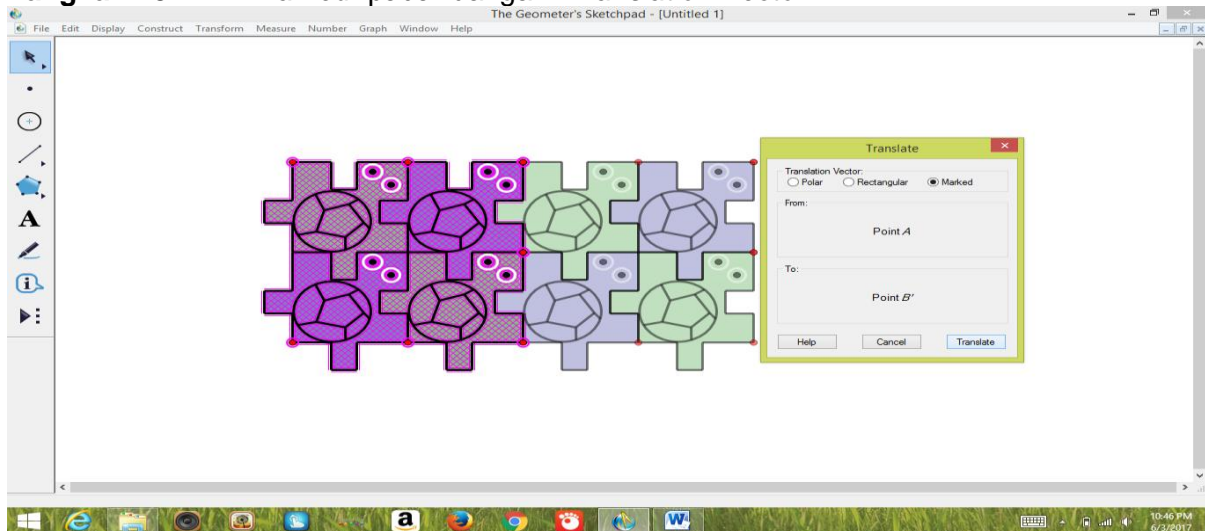 The Geometer's Sketchpad - [Untitled 1]
File Edit Display Construct Transform Measure Number Graph Window Help
A
i
Translate
Translation Vector:
Polar Rectangular Marked
From:
Point A
To:
Point B'
Help Cancel Translate
a
W
10:46 PM
6/3/2017